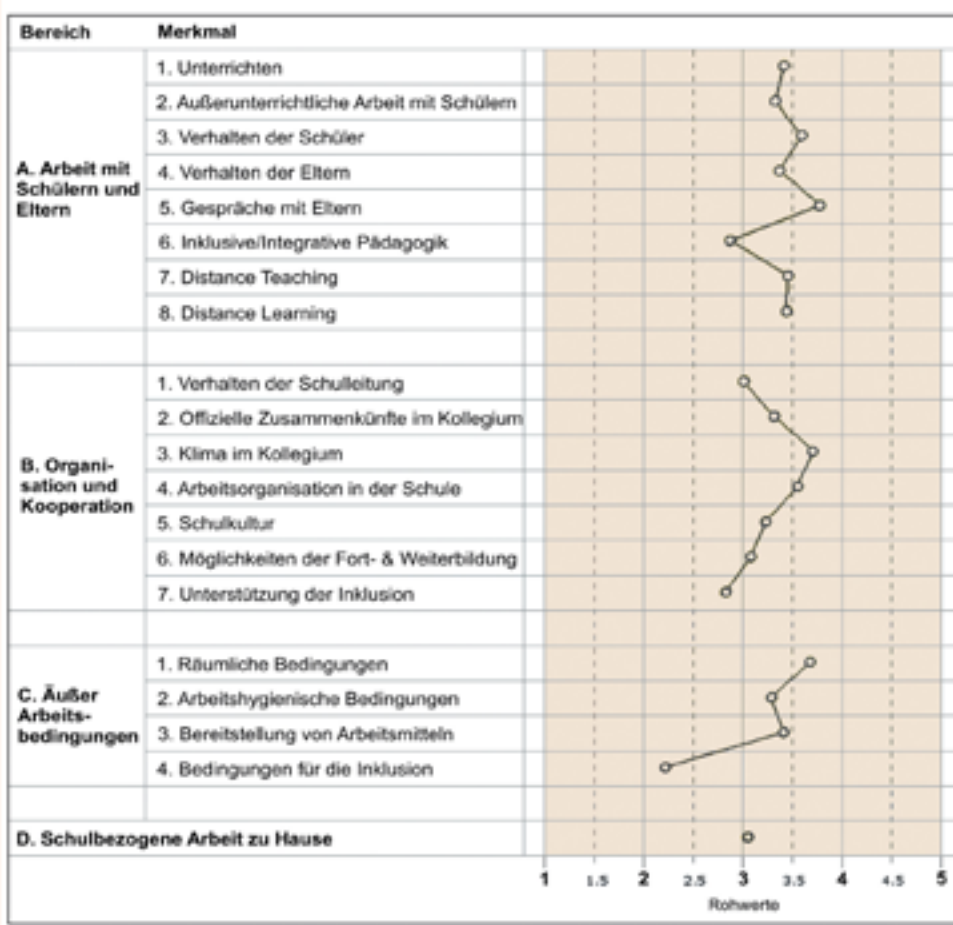 Bereich Merkmal
A. Arbeit mit
Schülern und
Eltern
1. Unterrichten
2. Außerunterrichtliche Arbeit mit Schülern
3. Verhalten der Schüler
4. Verhalten der Eltern
5. Gespräche mit Eltern
6. Inklusive/Integrative Pädagogik
7. Distance Teaching
8. Distance Learning
B. Organi-
sation und
Kooperation
1. Verhalten der Schulleitung
2. Offizielle Zusammenkünfte im Kollegium
3. Klima im Kollegium
4. Arbeitsorganisation in der Schule
5. Schulkultur
6. Möglichkeiten der Fort- & Weiterbildung
7. Unterstützung der Inklusion
C. Äußer
Arbeits-
bedingungen
1. Räumliche Bedingungen
2. Arbeitshygienische Bedingungen
3. Bereitstellung von Arbeitsmitteln
4. Bedingungen für die Inklusion
D. Schulbezogene Arbeit zu Hause
1 1.5 2 2.5 3 3.5 4 4.5 5
Rohwerte